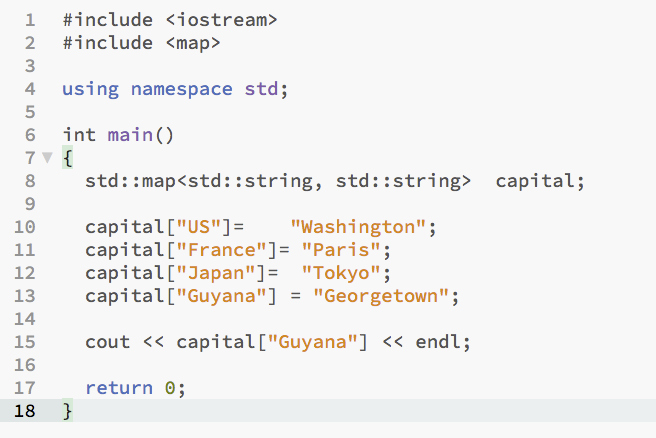 1 #include <iostream>
2 #include <map>
3
4 using namespace std;
5
6 int main()
7 {
8   std::map<std::string, std::string>  capital;
9
10   capital["US"]=    "Washington";
11   capital["France"]= "Paris";
12   capital["Japan"]=  "Tokyo";
13   capital["Guyana"] = "Georgetown";
14
15   cout << capital["Guyana"] << endl;
16
17   return 0;
18 }